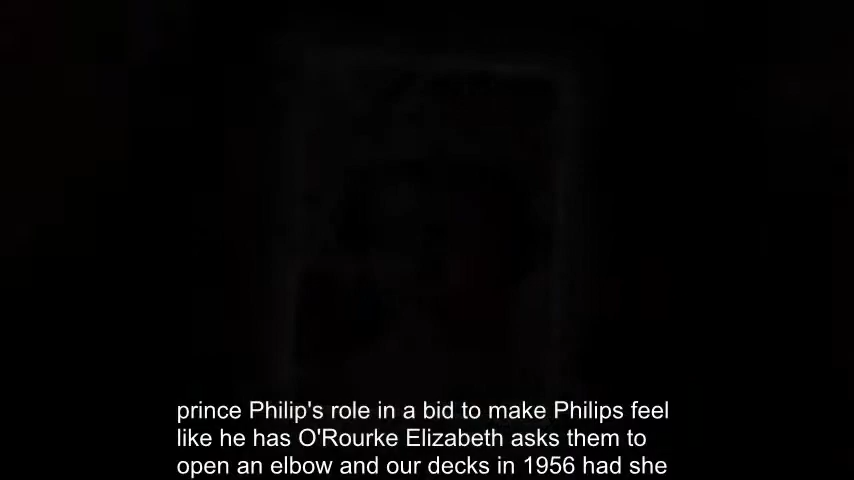 prince Philip's role in a bid to make Philips feel
like he has O'Rourke Elizabeth asks them to
open an elbow and our decks in 1956 had she